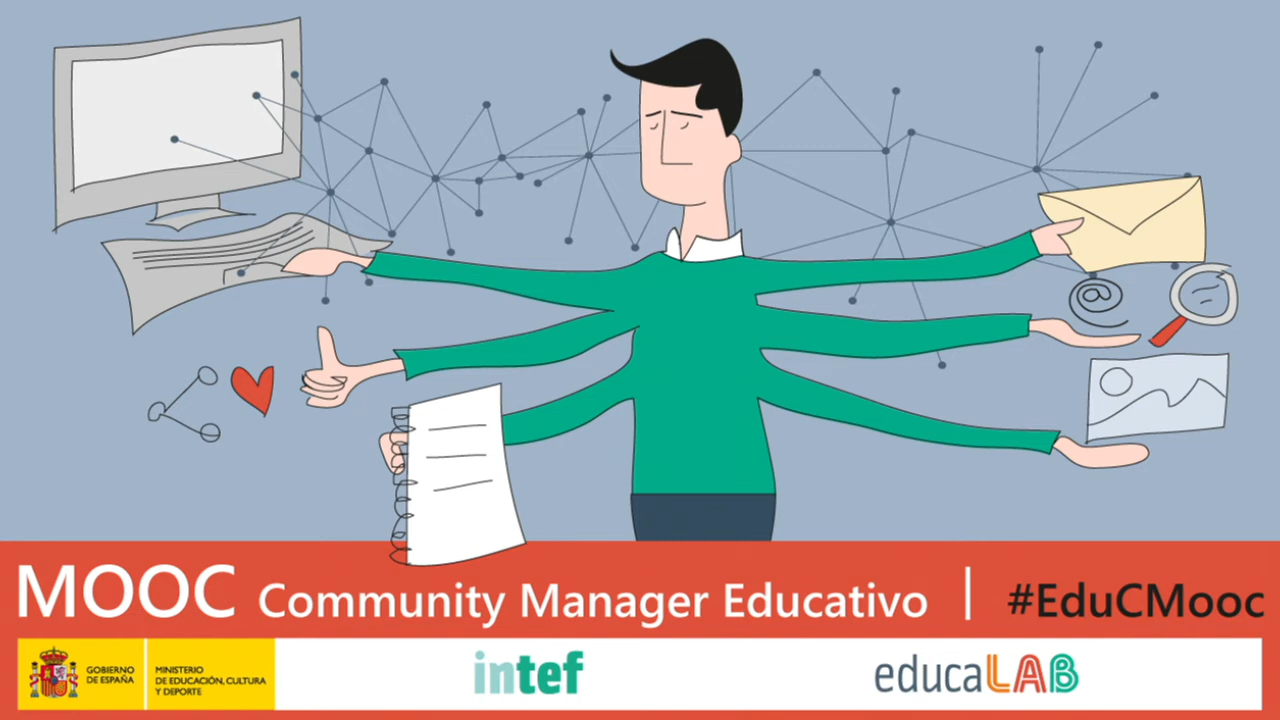 @
MOOC Community Manager Educativo | #EduCMooc
GOBIERNO
DE ESPAÑA
MINISTERIO
DE EDUCACIÓN, CULTURA
Y DEPORTE
intef
educaLAB